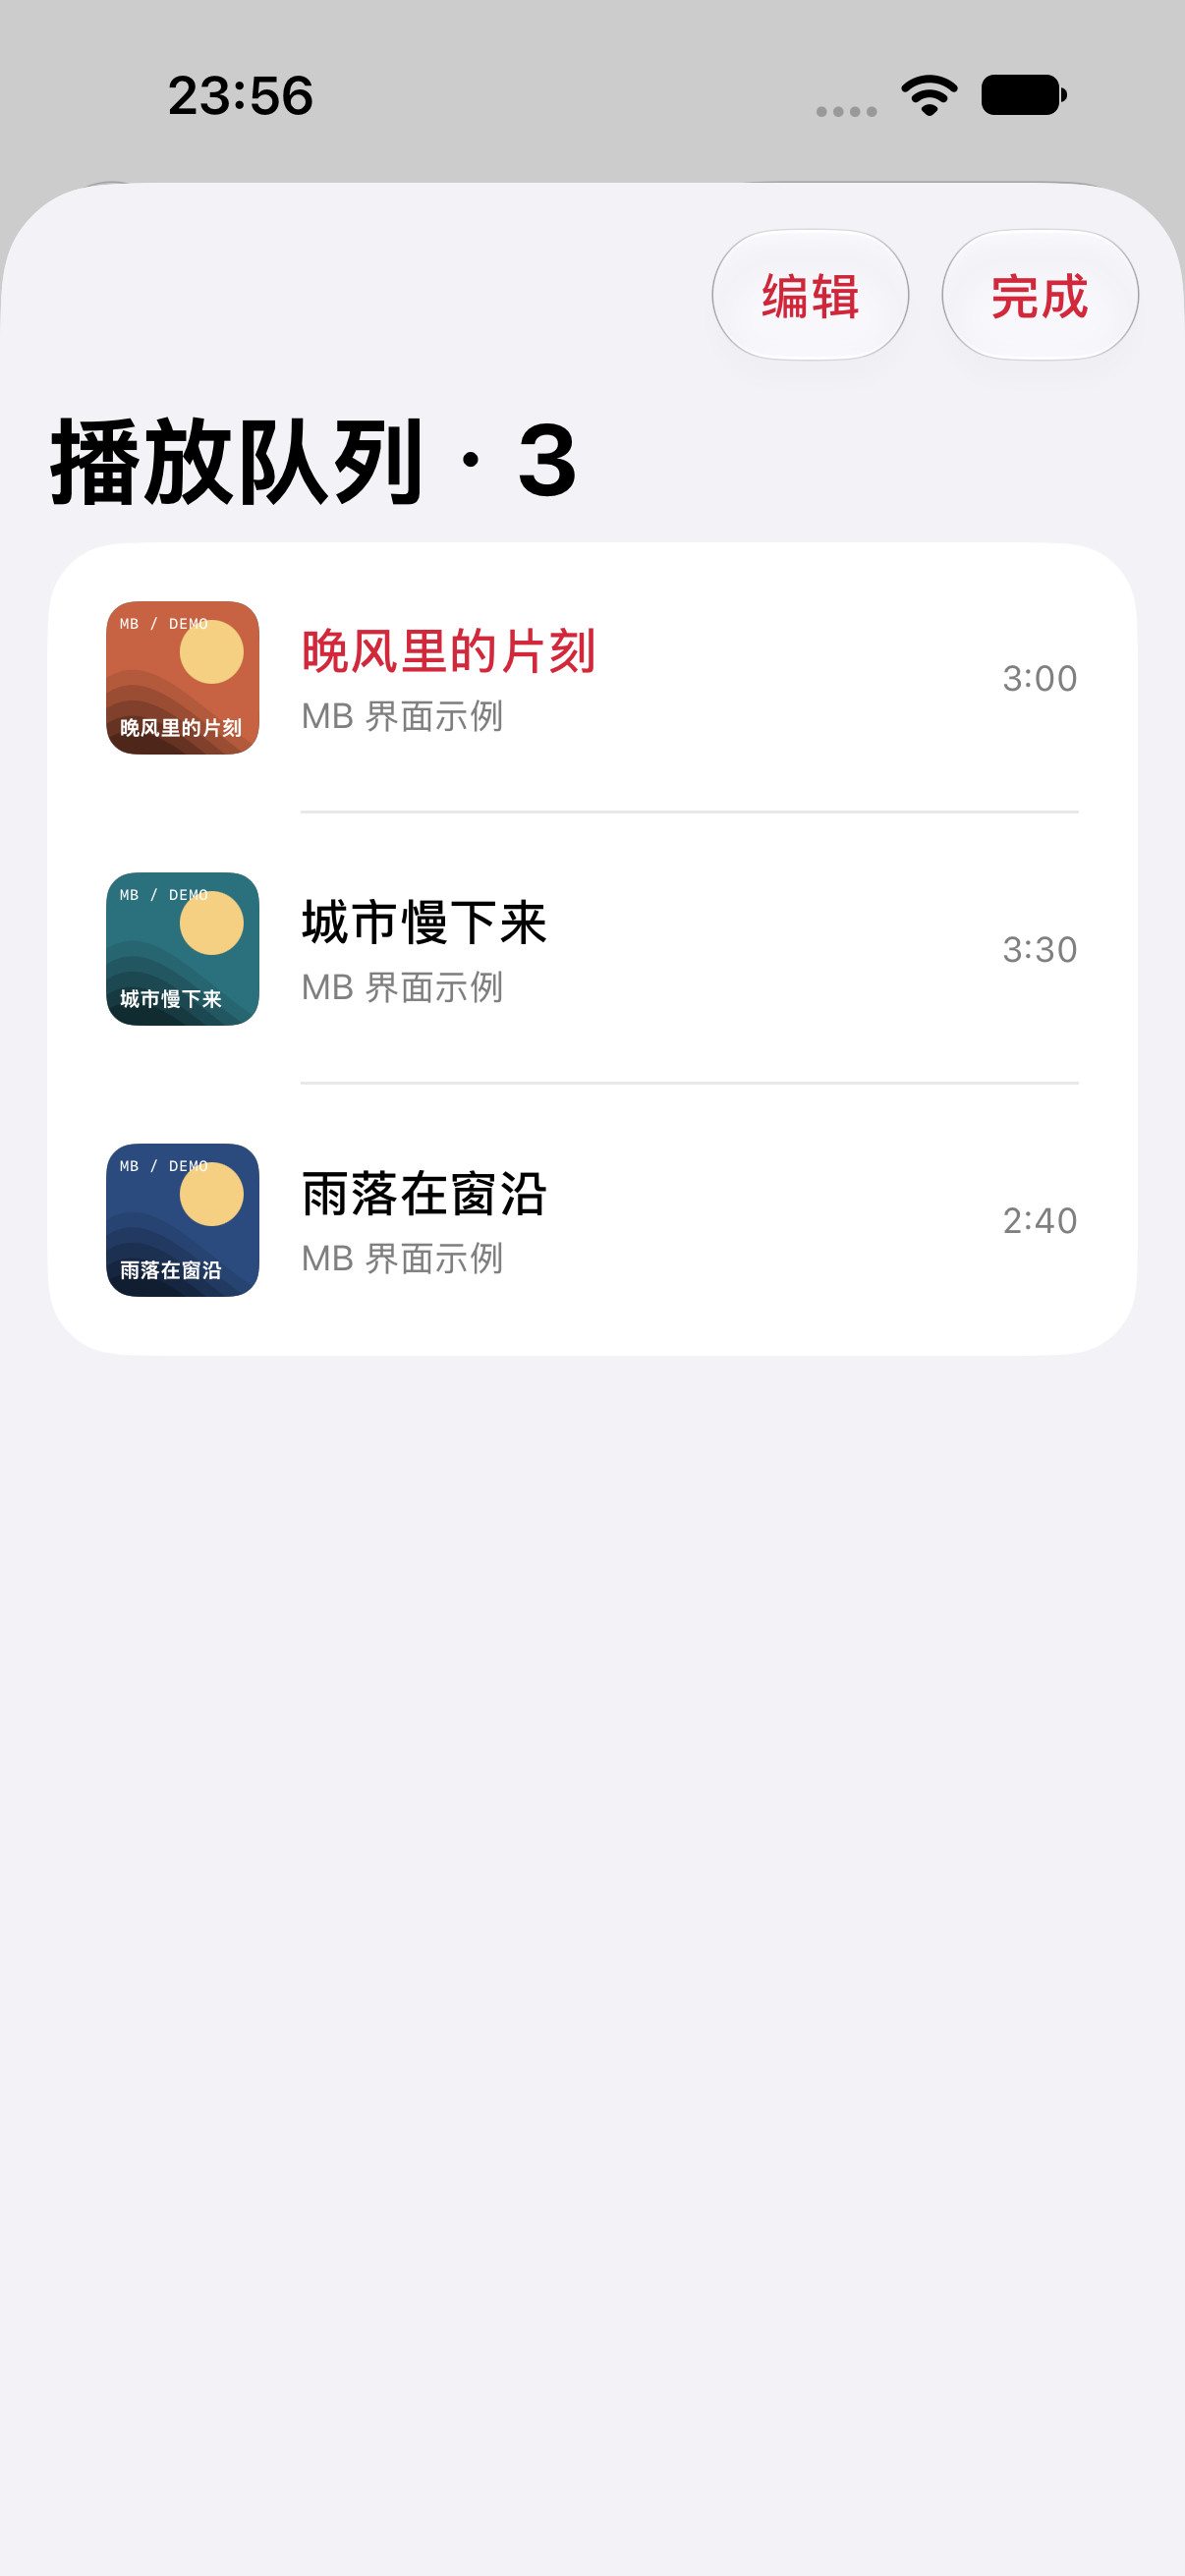 23:56
编辑 完成
播放队列 · 3
MB / DEMO
晚风里的片刻
晚风里的片刻
MB 界面示例
3:00
MB / DEMO
城市慢下来
城市慢下来
MB 界面示例
3:30
MB / DEMO
雨落在窗沿
雨落在窗沿
MB 界面示例
2:40